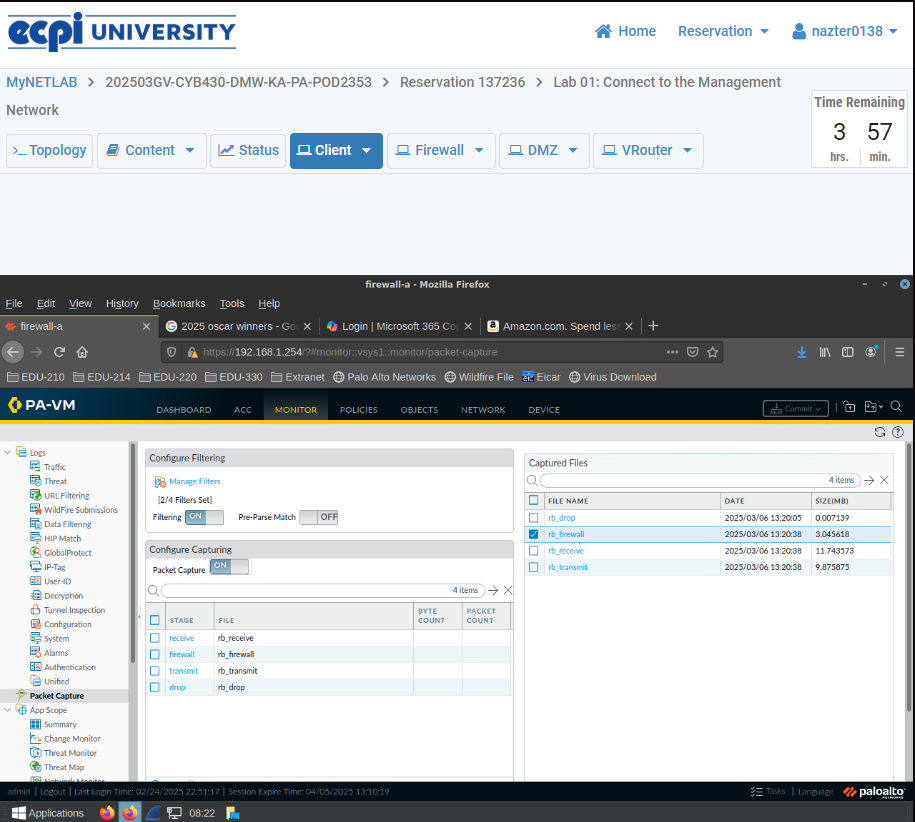 ecpi UNIVERSITY
Home Reservation nazter0138
MyNETLAB > 202503GV-CYB430-DMW-KA-PA-POD2353 > Reservation 137236 > Lab 01: Connect to the Management
Network
Time Remaining
3 57
hrs. min.
>_ Topology Content Status Client Firewall DMZ VRouter
firewall-a - Mozilla Firefox
File Edit View History Bookmarks Tools Help
firewall-a 2025 oscar winners - Go Login | Microsoft 365 Co Amazon.com. Spend les
https://192.168.1.254/?#monitor::vsys1::monitor/packet-capture
EDU-210 EDU-214 EDU-220 EDU-330 Extranet Palo Alto Networks Wildfire File Eicar Virus Download
PA-VM DASHBOARD ACC MONITOR POLICIES OBJECTS NETWORK DEVICE Commit
Logs
Traffic
Threat
URL Filtering
WildFire Submissions
Data Filtering
HIP Match
GlobalProtect
IP-Tag
User-ID
Decryption
Tunnel Inspection
Configuration
System
Alarms
Authentication
Unified
Packet Capture
App Scope
Summary
Change Monitor
Threat Monitor
Threat Map
Network Monitor
Configure Filtering
Manage Filters
[2/4 Filters Set]
Filtering ON Pre-Parse Match OFF
Configure Capturing
Packet Capture ON
4 items
STAGE FILE BYTE COUNT PACKET COUNT
receive rb_receive
firewall rb_firewall
transmit rb_transmit
drop rb_drop
Captured Files
4 items
FILE NAME DATE SIZE(MB)
rb_drop 2025/03/06 13:20:05 0.007139
rb_firewall 2025/03/06 13:20:38 3.045618
rb_receive 2025/03/06 13:20:38 11.743573
rb_transmit 2025/03/06 13:20:38 9.875875
admin | Logout | Last Login Time: 02/24/2025 22:51:17 | Session Expire Time: 04/05/2025 13:10:19 Tasks | Language paloalto NETWORKS
Applications 08:22